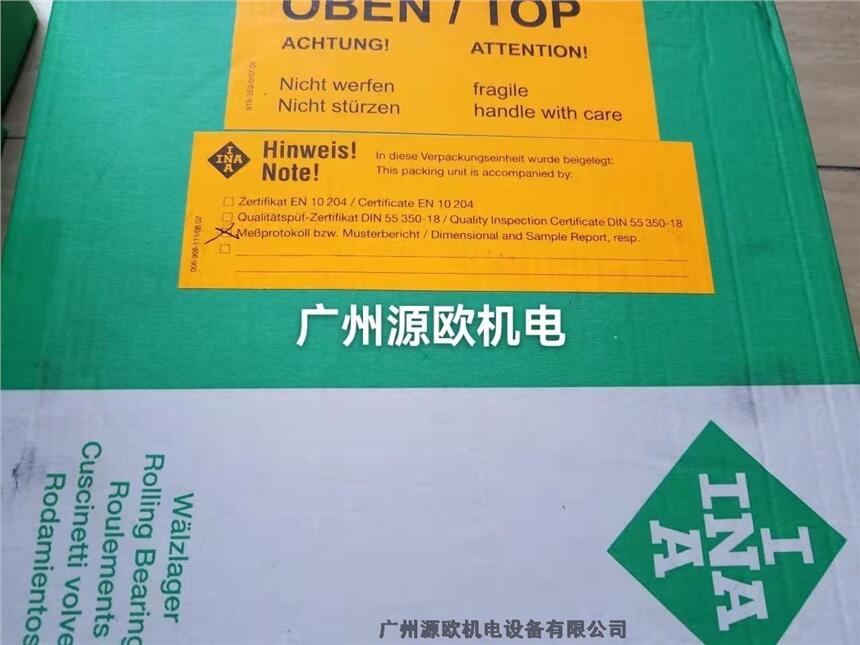 OBEN / TOP
ACHTUNG!
ATTENTION!
Nicht werfen
Nicht stürzen
fragile
handle with care
I
INA
A
Hinweis!
Note!
In diese Verpackungseinheit wurde beigelegt:
This packing unit is accompanied by:
Zertifikat EN 10 204 / Certificate EN 10 204
Qualitätspüf-Zertifikat DIN 55 350-18 / Quality Inspection Certificate DIN 55 350-18
Meßprotokoll bzw. Musterbericht / Dimensional and Sample Report, resp.
广州源欧机电
Wälzlager
Rolling Bearing
Roulements
Cuscinetti volve
Rodamientos
I
INA
A
广州源欧机电设备有限公司